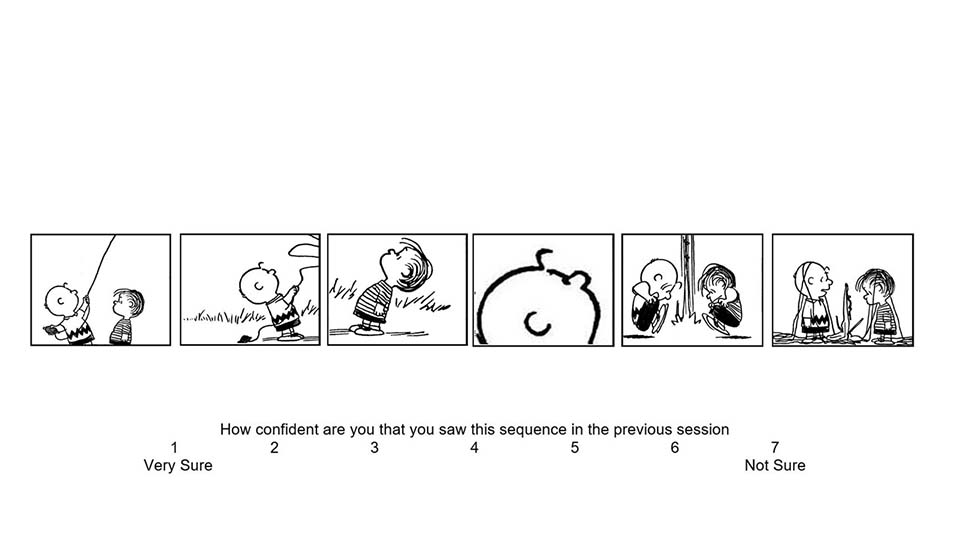 How confident are you that you saw this sequence in the previous session
1 2 3 4 5 6 7
Very Sure Not Sure